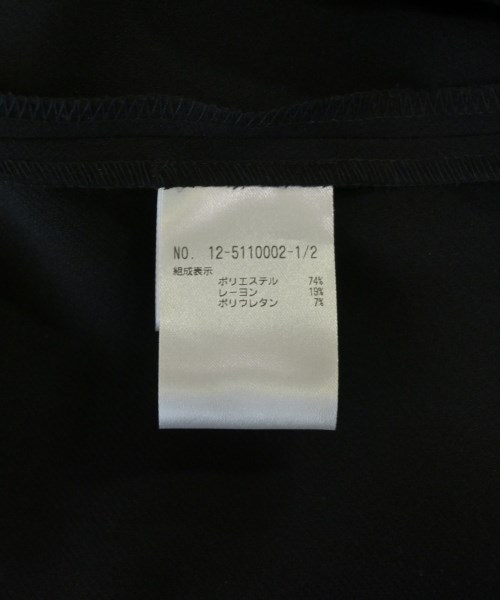 NO. 12-5110002-1/2
組成表示
ポリエステル 74%
レーヨン 19%
ポリウレタン 7%